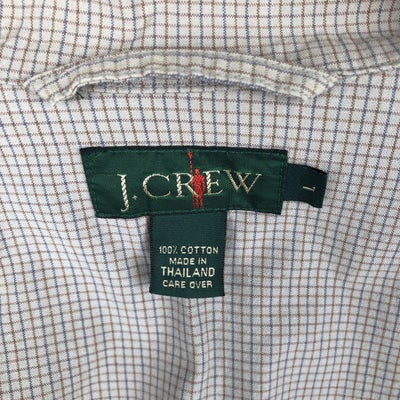 J. CREW
L
100% COTTON
MADE IN
THAILAND
CARE OVER